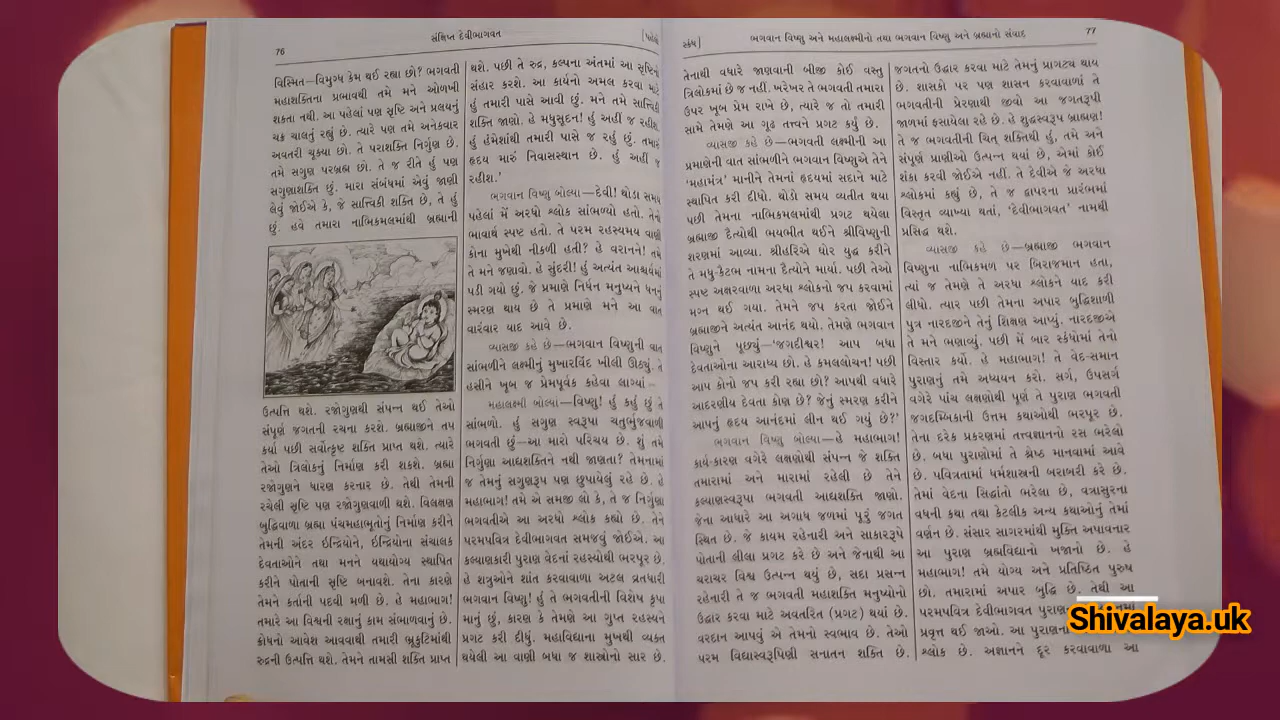 76
સંક્ષિપ્ત દેવીભાગવત
વિસ્મિત—વિમુગ્ધ કેમ થઈ રહ્યા છો? ભગવતી
મહાશક્તિના પ્રભાવથી તમે મને ઓળખી
શકતા નથી. આ પહેલાં પણ સૃષ્ટિ અને પ્રલયનું
ચક્ર ચાલતું રહ્યું છે. ત્યારે પણ તમે અનેકવાર
અવતરી ચૂક્યા છો. તે પરાશક્તિ નિર્ગુણ છે.
તમે સગુણ પરબ્રહ્મ છો. તે જ રીતે હું પણ
સગુણાશક્તિ છું. મારા સંબંધમાં એવું જાણી
લેવું જોઈએ કે, જે સાત્ત્વિકી શક્તિ છે, તે હું
છું. હવે તમારા નાભિકમલમાંથી બ્રહ્માની
ઉત્પત્તિ થશે. રજોગુણથી સંપન્ન થઈ તેઓ
સંપૂર્ણ જગતની રચના કરશે. બ્રહ્માજીને તપ
કર્યા પછી સર્વોત્કૃષ્ટ શક્તિ પ્રાપ્ત થશે. ત્યારે
તેઓ ત્રિલોકનું નિર્માણ કરી શકશે. બ્રહ્મા
રજોગુણને ધારણ કરનાર છે. તેથી તેમની
રચેલી સૃષ્ટિ પણ રજોગુણવાળી થશે. વિલક્ષણ
બુદ્ધિવાળા બ્રહ્મા પંચમહાભૂતોનું નિર્માણ કરીને
તેમની અંદર ઇન્દ્રિયોને, ઇન્દ્રિયોના સંચાલક
દેવતાઓને તથા મનને યથાયોગ્ય સ્થાપિત
કરીને પોતાની સૃષ્ટિ બનાવશે. તેના કારણે
તેમને કર્તાની પદવી મળી છે. હે મહાભાગ!
તમારે આ વિશ્વની રક્ષાનું કામ સંભાળવાનું છે.
ક્રોધનો આવેશ આવવાથી તમારી ભ્રૂકુટિમાંથી
રુદ્રની ઉત્પત્તિ થશે. તેમને તામસી શક્તિ પ્રાપ્ત
થશે. પછી તે રુદ્ર, કલ્પના અંતમાં આ સૃષ્ટિનો
સંહાર કરશે. આ કાર્યનો અમલ કરવા માટે
હું તમારી પાસે આવી છું. મને તમે સાત્ત્વિકી
શક્તિ જાણો. હે મધુસૂદન! હું અહીં જ રહીશ.
હું હંમેશાંથી તમારી પાસે જ રહું છું. તમારું
હૃદય મારું નિવાસસ્થાન છે. હું અહીં જ
રહીશ.'
ભગવાન વિષ્ણુ બોલ્યા—દેવી! થોડા સમય
પહેલાં મેં અરધો શ્લોક સાંભળ્યો હતો. તેનો
ભાવાર્થ સ્પષ્ટ હતો. તે પરમ રહસ્યમય વાણી
કોના મુખેથી નીકળી હતી? હે વરાનને! તમે
તે મને જણાવો. હે સુંદરી! હું અત્યંત આશ્ચર્યમાં
પડી ગયો છું. જે પ્રમાણે નિર્ધન મનુષ્યને ધનનું
સ્મરણ થાય છે તે પ્રમાણે મને આ વાત
વારંવાર યાદ આવે છે.
વ્યાસજી કહે છે—ભગવાન વિષ્ણુની વાત
સાંભળીને લક્ષ્મીનું મુખારવિંદ ખીલી ઊઠ્યું. તે
હસીને ખૂબ જ પ્રેમપૂર્વક કહેવા લાગ્યાં—
મહાલક્ષ્મી બોલ્યાં—વિષ્ણુ! હું કહું છું તે
સાંભળો. હું સગુણ સ્વરૂપા ચતુર્ભુજવાળી
ભગવતી છું—આ મારો પરિચય છે. શું તમે
નિર્ગુણા આદ્યશક્તિને નથી જાણતા? તેમનામાં
જ તેમનું સગુણરૂપ પણ છુપાયેલું રહે છે. હે
મહાભાગ! તમે એ સમજી લો કે, તે જ નિર્ગુણા
ભગવતીએ આ અરધો શ્લોક કહ્યો છે. તેને
પરમપવિત્ર દેવીભાગવત સમજવું જોઈએ. આ
કલ્યાણકારી પુરાણ વેદનાં રહસ્યોથી ભરપૂર છે.
હે શત્રુઓને શાંત કરવાવાળા અટલ વ્રતધારી
ભગવાન વિષ્ણુ! હું તે ભગવતીની વિશેષ કૃપા
માનું છું, કારણ કે તેમણે આ ગુપ્ત રહસ્યને
પ્રગટ કરી દીધું. મહાવિદ્યાના મુખથી વ્યક્ત
થયેલી આ વાણી બધા જ શાસ્ત્રોનો સાર છે.
સ્કંધ]
ભગવાન વિષ્ણુ અને મહાલક્ષ્મીનો તથા ભગવાન વિષ્ણુ અને બ્રહ્માનો સંવાદ
77
તેનાથી વધારે જાણવાની બીજી કોઈ વસ્તુ
ત્રિલોકમાં છે જ નહીં. ખરેખર તે ભગવતી તમારા
ઉપર ખૂબ પ્રેમ રાખે છે, ત્યારે જ તો તમારી
સામે તેમણે આ ગૂઢ તત્ત્વને પ્રગટ કર્યું છે.
વ્યાસજી કહે છે—ભગવતી લક્ષ્મીની આ
પ્રમાણેની વાત સાંભળીને ભગવાન વિષ્ણુએ તેને
'મહામંત્ર' માનીને તેમનાં હૃદયમાં સદાને માટે
સ્થાપિત કરી દીધો. થોડો સમય વ્યતીત થયા
પછી તેમના નાભિકમલમાંથી પ્રગટ થયેલા
બ્રહ્માજી દૈત્યોથી ભયભીત થઈને શ્રીવિષ્ણુની
શરણમાં આવ્યા. શ્રીહરિએ ઘોર યુદ્ધ કરીને
તે મધુ-કૈટભ નામના દૈત્યોને માર્યા. પછી તેઓ
સ્પષ્ટ અક્ષરવાળા અરધા શ્લોકનો જપ કરવામાં
મગ્ન થઈ ગયા. તેમને જપ કરતા જોઈને
બ્રહ્માજીને અત્યંત આનંદ થયો. તેમણે ભગવાન
વિષ્ણુને પૂછ્યું—'જગદીશ્વર! આપ બધા
દેવતાઓના આરાધ્ય છો. હે કમલલોચન! પછી
આપ કોનો જપ કરી રહ્યા છો? આપથી વધારે
આદરણીય દેવતા કોણ છે? જેનું સ્મરણ કરીને
આપનું હૃદય આનંદમાં લીન થઈ ગયું છે?'
ભગવાન વિષ્ણુ બોલ્યા—હે મહાભાગ!
કાર્ય-કારણ વગેરે લક્ષણોથી સંપન્ન જે શક્તિ
તમારામાં અને મારામાં રહેલી છે તેને
કલ્યાણસ્વરૂપા ભગવતી આદ્યશક્તિ જાણો.
જેના આધારે આ અગાધ જળમાં પૂરું જગત
સ્થિત છે. જે કાયમ રહેનારી અને સાકારરૂપે
પોતાની લીલા પ્રગટ કરે છે અને જેનાથી આ
ચરાચર વિશ્વ ઉત્પન્ન થયું છે, સદા પ્રસન્ન
રહેનારી તે જ ભગવતી મહાશક્તિ મનુષ્યોનો
ઉદ્ધાર કરવા માટે અવતરિત (પ્રગટ) થયાં છે.
વરદાન આપવું એ તેમનો સ્વભાવ છે. તેઓ
પરમ વિદ્યાસ્વરૂપિણી સનાતન શક્તિ છે.
જગતનો ઉદ્ધાર કરવા માટે તેમનું પ્રાગટ્ય થાય
છે. શાસકો પર પણ શાસન કરવાવાળાં તે
ભગવતીની પ્રેરણાથી જીવો આ જગતરૂપી
જાળમાં ફસાયેલા રહે છે. હે શુદ્ધસ્વરૂપ બ્રાહ્મણ!
તે જ ભગવતીની ચિત્ શક્તિથી હું, તમે અને
સંપૂર્ણ પ્રાણીઓ ઉત્પન્ન થયાં છે, એમાં કોઈ
શંકા કરવી જોઈએ નહીં. તે દેવીએ જે અરધા
શ્લોકમાં કહ્યું છે, તે જ દ્વાપરના પ્રારંભમાં
વિસ્તૃત વ્યાખ્યા થતાં, 'દેવીભાગવત' નામથી
પ્રસિદ્ધ થશે.
વ્યાસજી કહે છે—બ્રહ્માજી ભગવાન
વિષ્ણુના નાભિકમળ પર બિરાજમાન હતા,
ત્યાં જ તેમણે તે અરધા શ્લોકને યાદ કરી
લીધો. ત્યાર પછી તેમના અપાર બુદ્ધિશાળી
પુત્ર નારદજીને તેનું શિક્ષણ આપ્યું. નારદજીએ
તે મને ભણાવ્યું. પછી મેં બાર સ્કંધોમાં તેનો
વિસ્તાર કર્યો. હે મહાભાગ! તે વેદ-સમાન
પુરાણનું તમે અધ્યયન કરો. સર્ગ, ઉપસર્ગ
વગેરે પાંચ લક્ષણોથી પૂર્ણ તે પુરાણ ભગવતી
જગદમ્બિકાની ઉત્તમ કથાઓથી ભરપૂર છે.
તેના દરેક પ્રકરણમાં તત્ત્વજ્ઞાનનો રસ ભરેલો
છે. બધા પુરાણોમાં તે શ્રેષ્ઠ માનવામાં આવે
છે. પવિત્રતામાં ધર્મશાસ્ત્રની બરાબરી કરે છે.
તેમાં વેદના સિદ્ધાંતો ભરેલા છે, વત્રાસુરના
વધની કથા તથા કેટલીક અન્ય કથાઓનું તેમાં
વર્ણન છે. સંસાર સાગરમાંથી મુક્તિ અપાવનાર
આ પુરાણ બ્રહ્મવિદ્યાનો ખજાનો છે. હે
મહાભાગ! તમે યોગ્ય અને પ્રતિષ્ઠિત પુરુષ
છો. તમારામાં અપાર બુદ્ધિ છે. તેથી આ
પરમપવિત્ર દેવીભાગવત
પ્રવૃત્ત થઈ જાઓ. આ
શ્લોક છે. અજ્ઞાનને દૂર કરવાવાળા આ
Shivalaya.uk